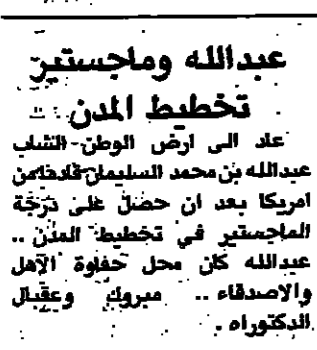 عبدالله وماجستير
تخطيط المدن
عاد الى ارض الوطن الشاب
عبدالله بن محمد السليمان قادما من
امريكا بعد ان حصل على درجة
الماجستير في تخطيط المدن ..
عبدالله كان محل حفاوة الأهل
والاصدقاء .. مبروك وعقبال
الدكتوراه .